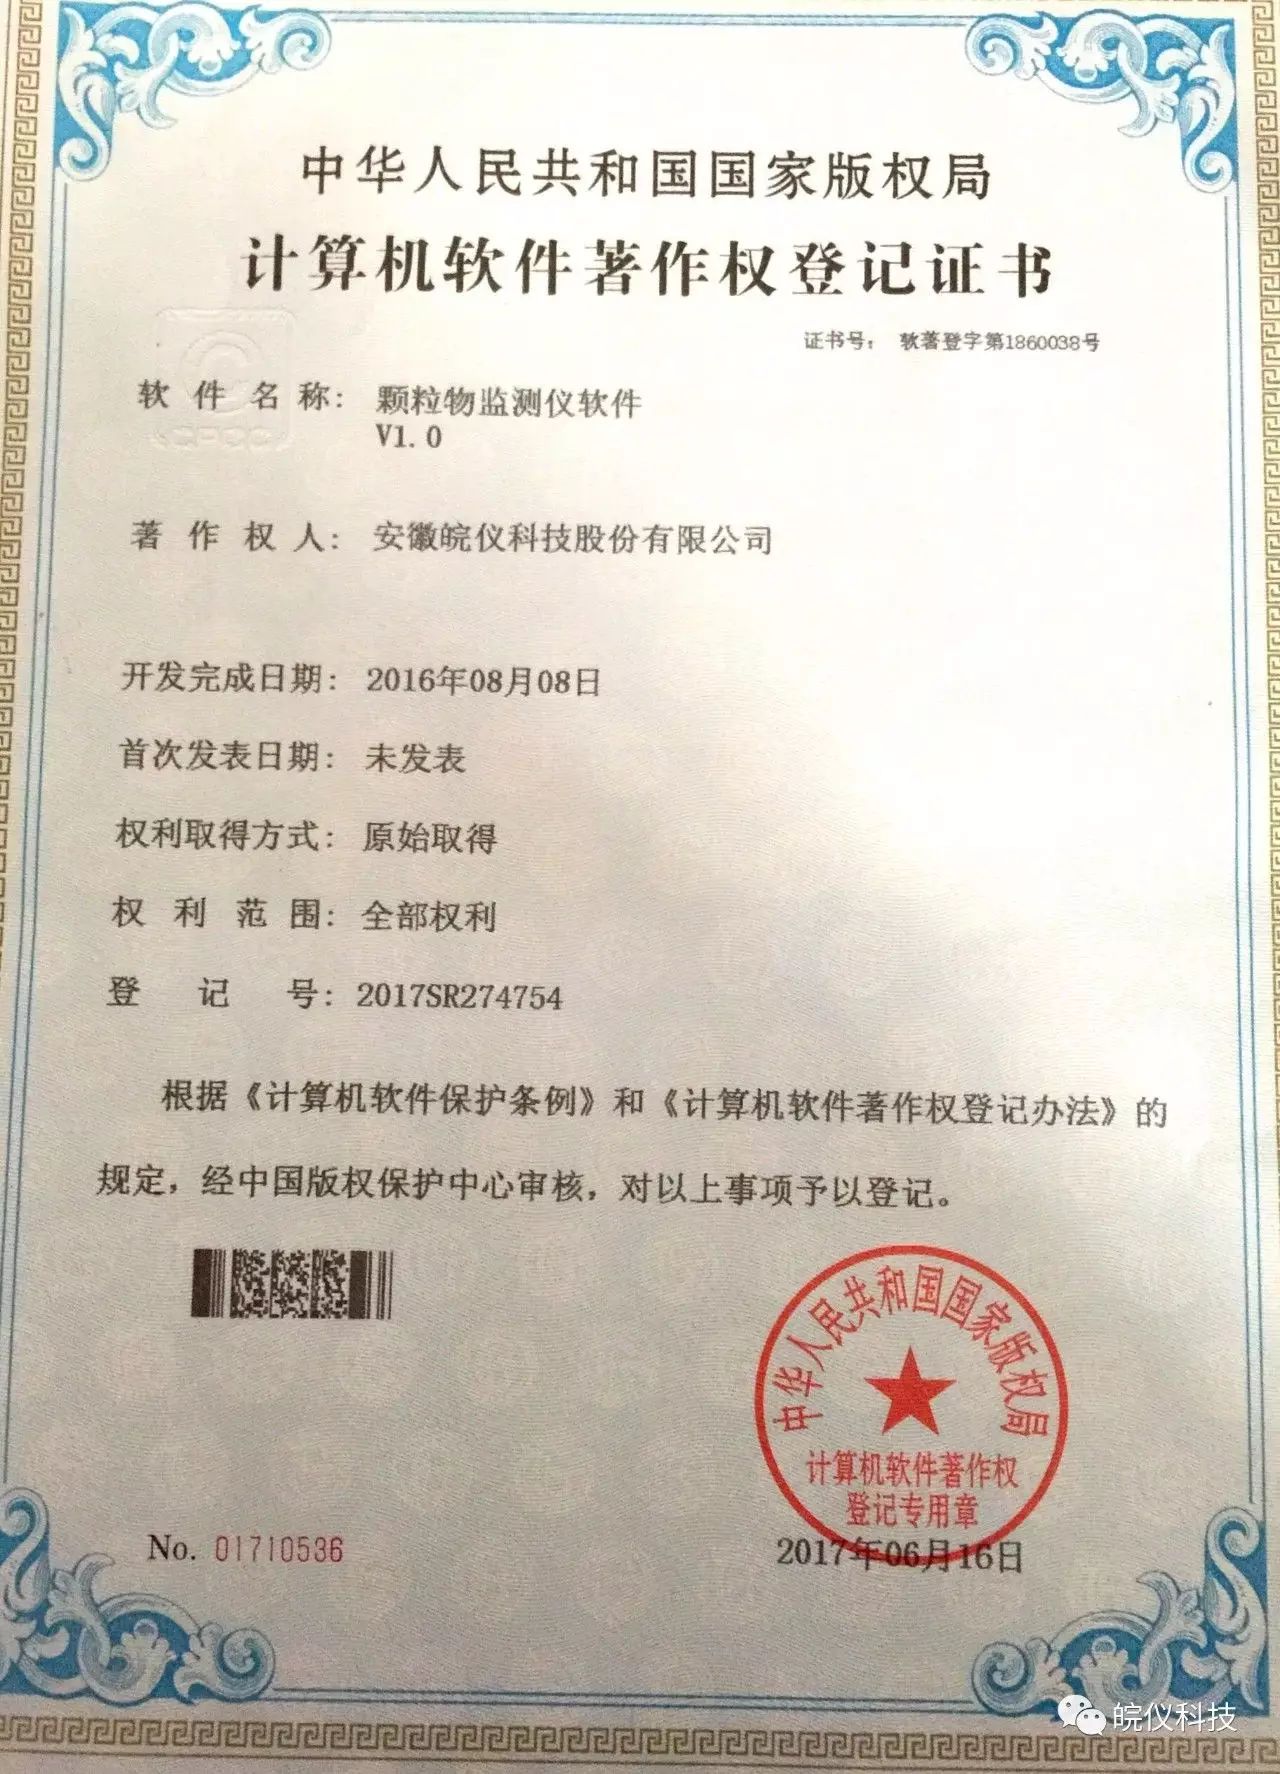 中华人民共和国国家版权局
计算机软件著作权登记证书
证书号： 软著登字第1860038号
软件名称： 颗粒物监测仪软件
V1.0
著作权人： 安徽皖仪科技股份有限公司
开发完成日期： 2016年08月08日
首次发表日期： 未发表
权利取得方式： 原始取得
权利范围： 全部权利
登记号： 2017SR274754
根据《计算机软件保护条例》和《计算机软件著作权登记办法》的
规定，经中国版权保护中心审核，对以上事项予以登记。
中华人民共和国国家版权局
计算机软件著作权
登记专用章
No. 01710536
2017年06月16日
CPCC
皖仪科技